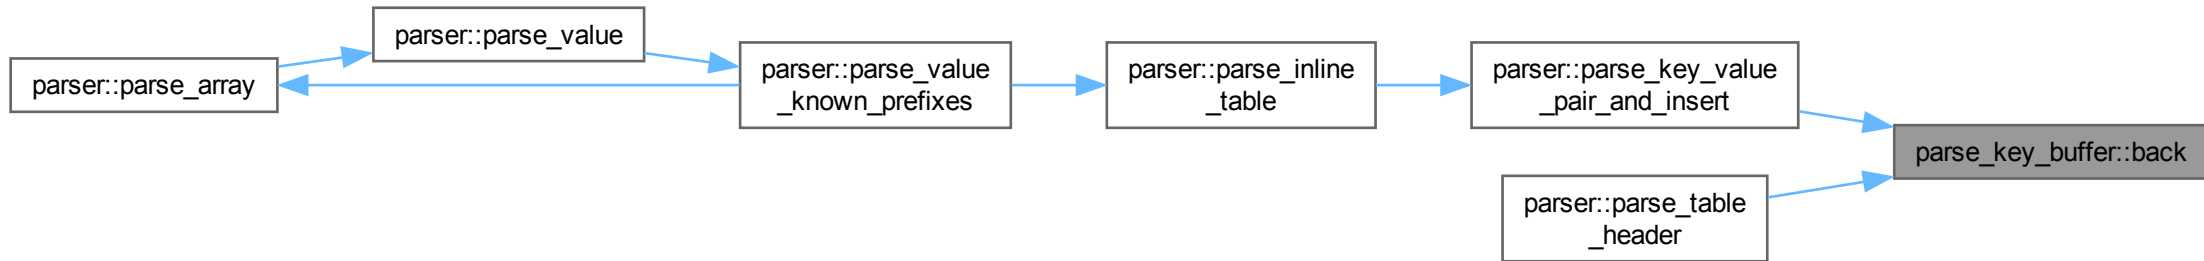 parser::parse_array
parser::parse_value
parser::parse_value
_known_prefixes
parser::parse_inline
_table
parser::parse_key_value
_pair_and_insert
parser::parse_table
_header
parse_key_buffer::back